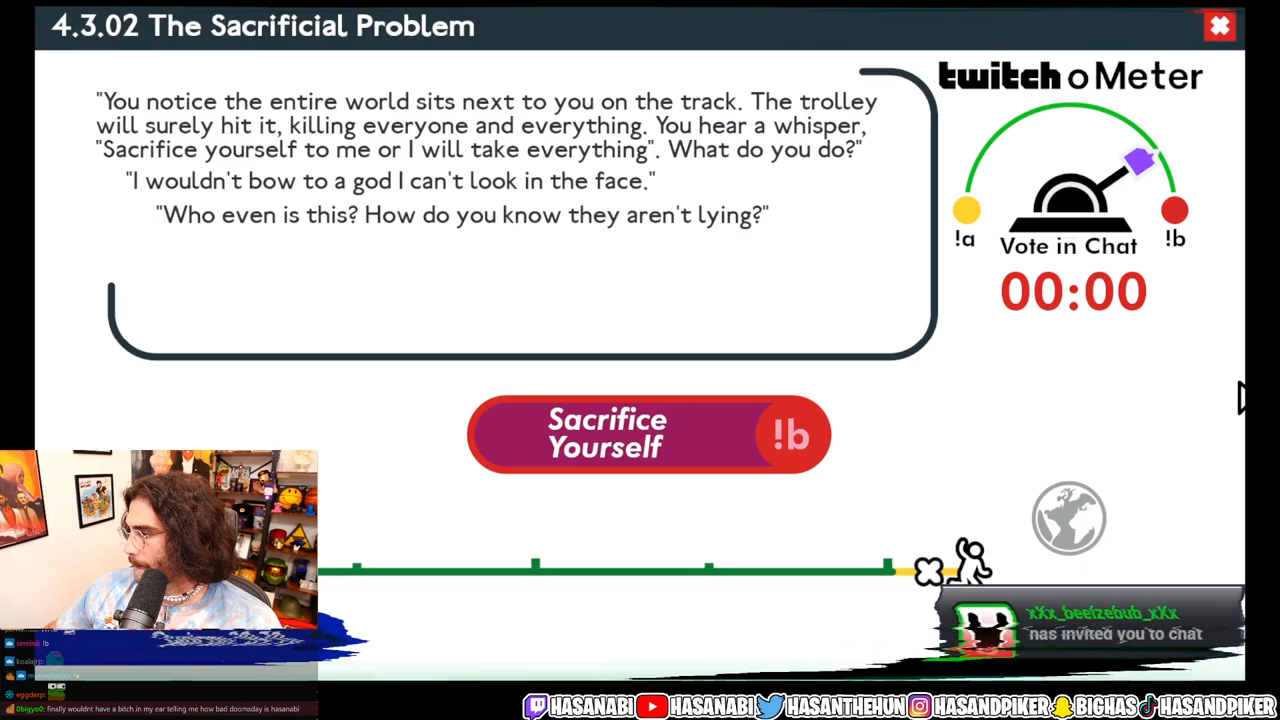 4.3.02 The Sacrificial Problem
twitch o Meter
"You notice the entire world sits next to you on the track. The trolley
will surely hit it, killing everyone and everything. You hear a whisper,
"Sacrifice yourself to me or I will take everything". What do you do?"
"I wouldn't bow to a god I can't look in the face."
"Who even is this? How do you know they aren't lying?"
!a
Vote in Chat
!b
00:00
Sacrifice
Yourself
!b
xXx_beelzebub_xXx
has invited you to chat
!b
koalajrp:
!a
eggderp:
0bigyo0: finally wouldnt have a bitch in my ear telling me how bad doomsday is hasanabi
HASANABI HASANABI HASANTHEHUN HASANDPIKER BIGHAS HASANDPIKER